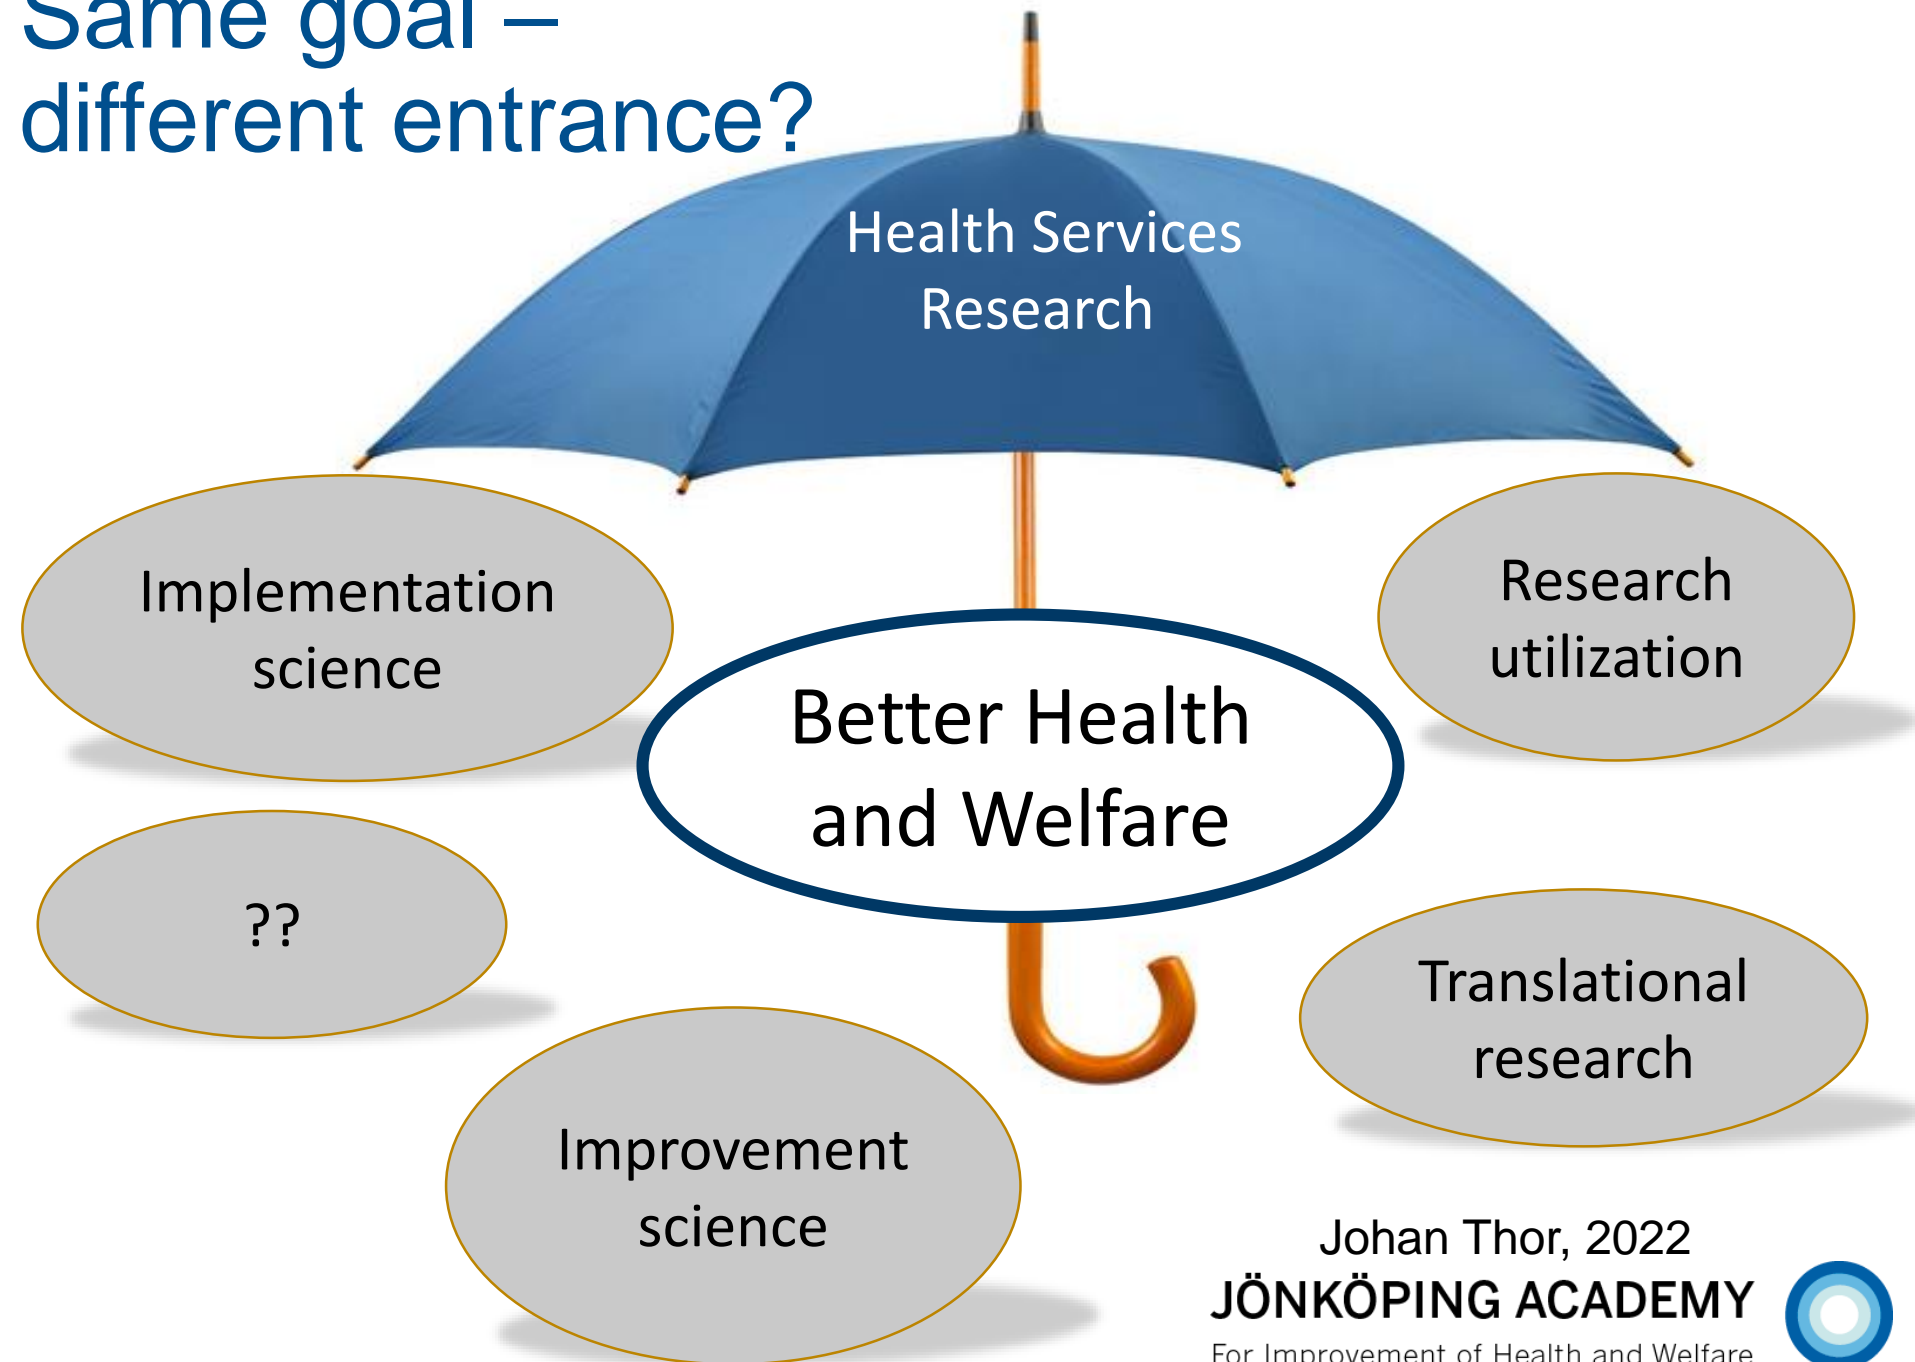 Same goal –
different entrance?
Health Services
Research
Implementation
science
Research
utilization
Better Health
and Welfare
??
Translational
research
Improvement
science
Johan Thor, 2022
JÖNKÖPING ACADEMY
For Improvement of Health and Welfare